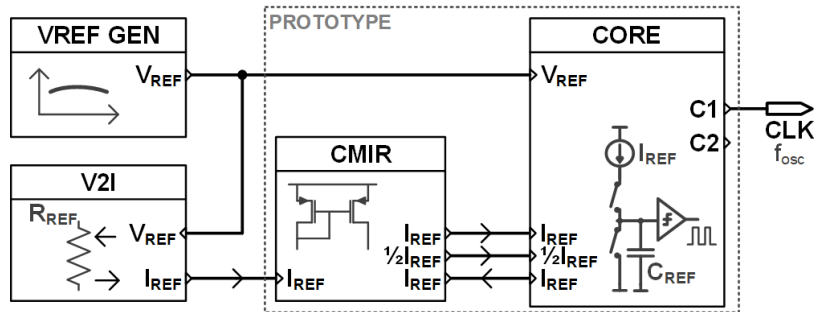 PROTOTYPE
VREF GEN
VREF
CORE
VREF
C1
C2
CLK
fosc
IREF
CREF
IREF
½IREF
IREF
CMIR
IREF
½IREF
IREF
IREF
V2I
RREF
VREF
IREF